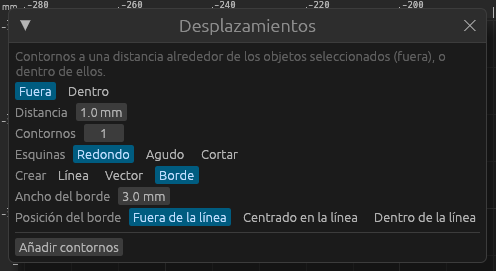 mm -280 -260 -240 -220 -200
▼ Desplazamientos ×
Contornos a una distancia alrededor de los objetos seleccionados (fuera), o
dentro de ellos.
Fuera Dentro
Distancia 1.0 mm
Contornos 1
Esquinas Redondo Agudo Cortar
Crear Línea Vector Borde
Ancho del borde 3.0 mm
Posición del borde Fuera de la línea Centrado en la línea Dentro de la línea
Añadir contornos